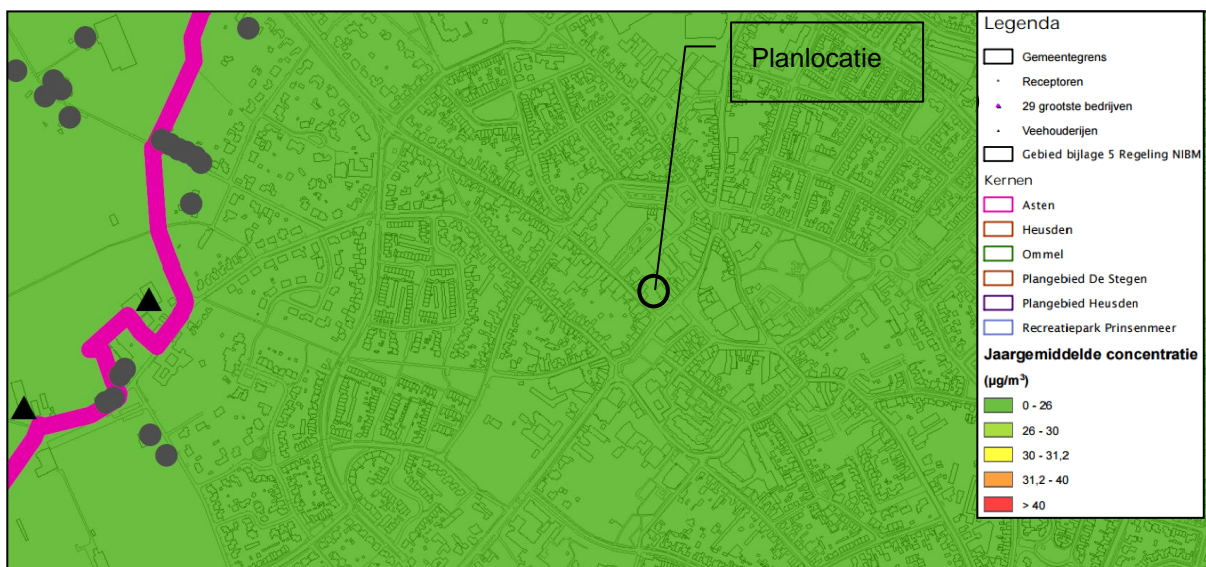 Planlocatie
Legenda
Gemeentegrens
Receptoren
29 grootste bedrijven
Veehouderijen
Gebied bijlage 5 Regeling NIBM
Kernen
Asten
Heusden
Ommel
Plangebied De Stegen
Plangebied Heusden
Recreatiepark Prinsenmeer
Jaargemiddelde concentratie
(µg/m³)
0 - 26
26 - 30
30 - 31,2
31,2 - 40
> 40